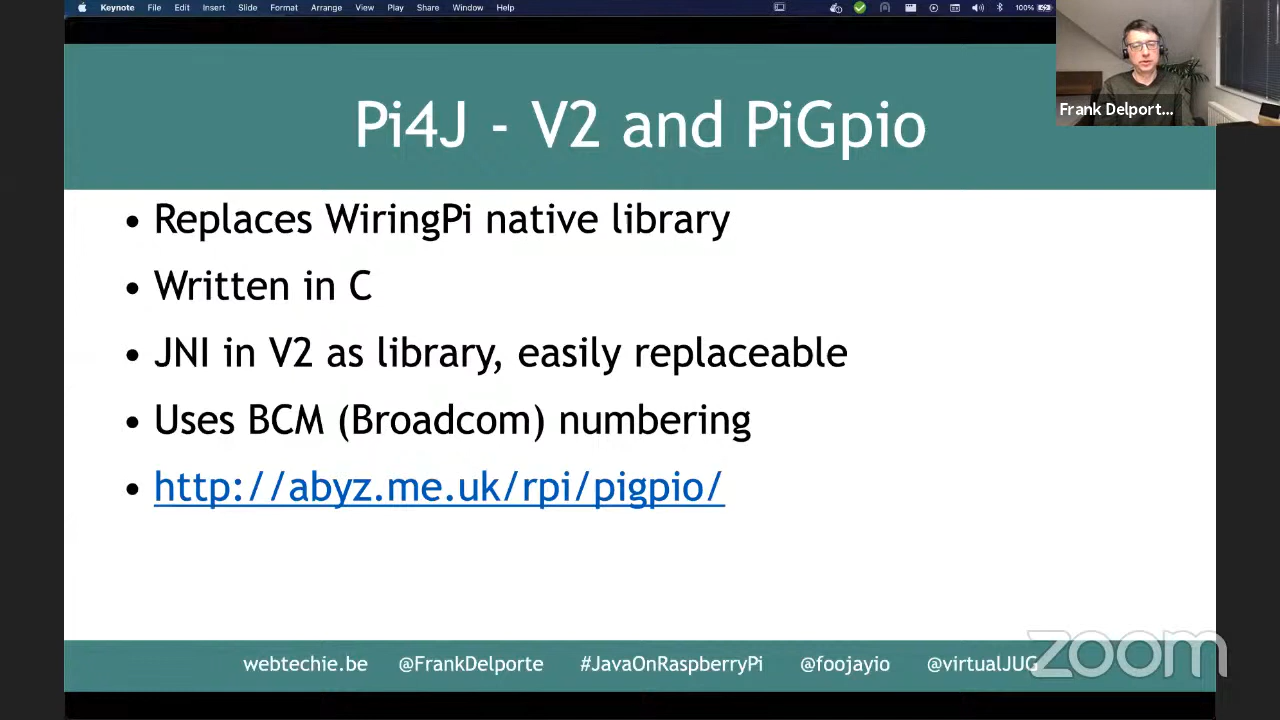 Keynote File Edit Insert Slide Format Arrange View Play Share Window Help 100%
Frank Delport...
Pi4J - V2 and PiGpio
• Replaces WiringPi native library
• Written in C
• JNI in V2 as library, easily replaceable
• Uses BCM (Broadcom) numbering
• http://abyz.me.uk/rpi/pigpio/
webtechie.be @FrankDelporte #JavaOnRaspberryPi @foojayio @virtualJUG
zoom